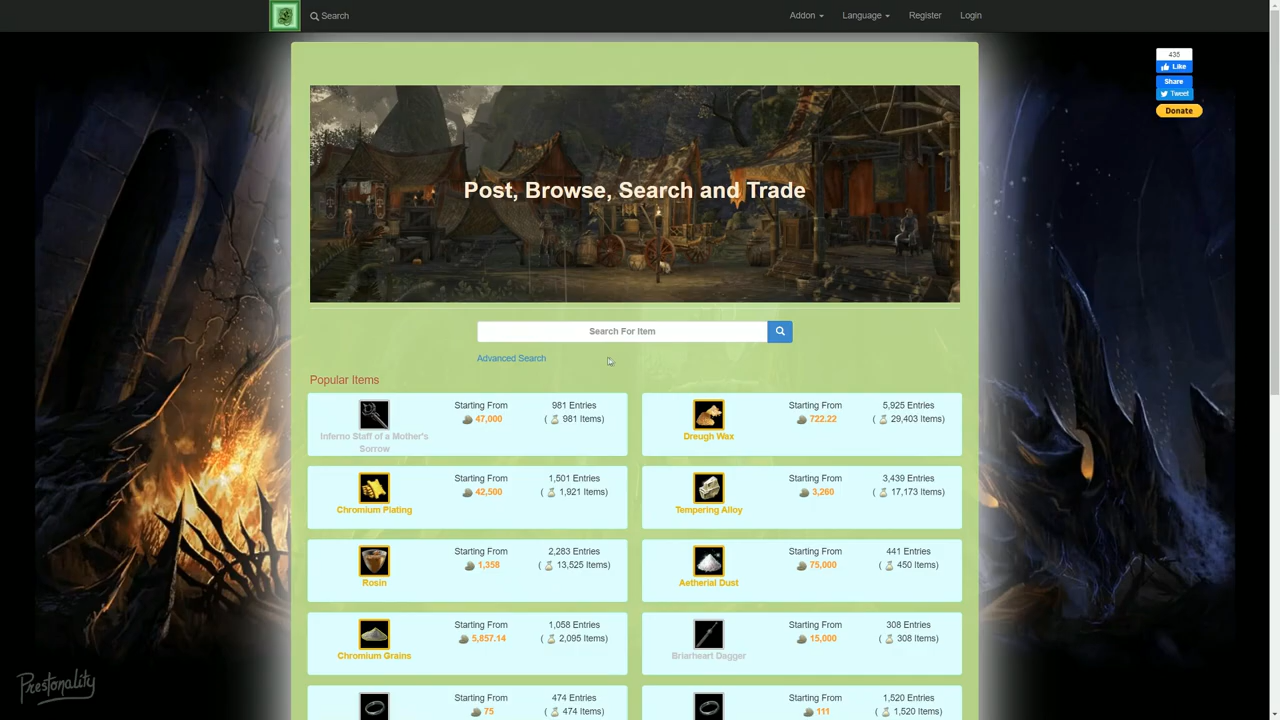 Search
Addon
Language
Register
Login
435
Like
Share
Tweet
Donate
Post, Browse, Search and Trade
Search For Item
Advanced Search
Popular Items
Inferno Staff of a Mother's
Sorrow
Starting From
47,000
981 Entries
( 981 Items)
Dreugh Wax
Starting From
722.22
5,925 Entries
( 29,403 Items)
Chromium Plating
Starting From
42,500
1,501 Entries
( 1,921 Items)
Tempering Alloy
Starting From
3,260
3,439 Entries
( 17,173 Items)
Rosin
Starting From
1,358
2,283 Entries
( 13,525 Items)
Aetherial Dust
Starting From
75,000
441 Entries
( 450 Items)
Chromium Grains
Starting From
5,857.14
1,058 Entries
( 2,095 Items)
Briarheart Dagger
Starting From
15,000
308 Entries
( 308 Items)
Starting From
75
474 Entries
( 474 Items)
Starting From
111
1,520 Entries
( 1,520 Items)
Prestonality